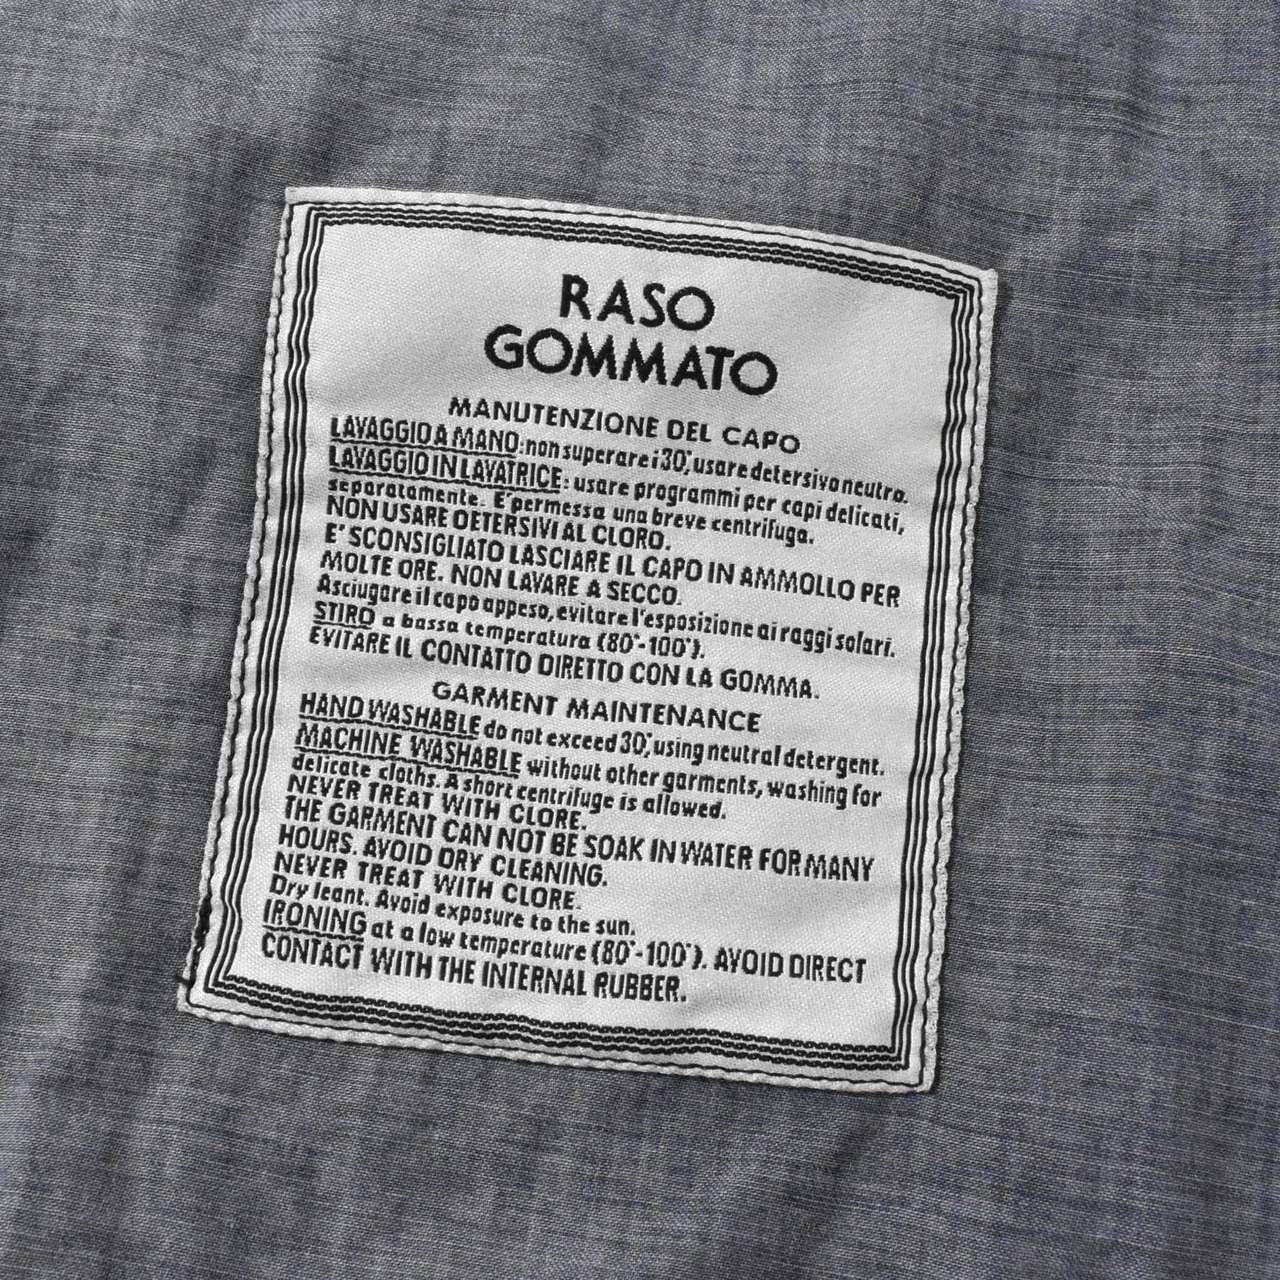 RASO
GOMMATO
MANUTENZIONE DEL CAPO
LAVAGGIO A MANO: non superare i 30°, usare detersivo neutro.
LAVAGGIO IN LAVATRICE: usare programmi per capi delicati,
separatamente. E' permessa una breve centrifuga.
NON USARE DETERSIVI AL CLORO.
E' SCONSIGLIATO LASCIARE IL CAPO IN AMMOLLO PER
MOLTE ORE. NON LAVARE A SECCO.
Asciugare il capo appeso, evitare l'esposizione ai raggi solari.
STIRO a bassa temperatura (80°-100°).
EVITARE IL CONTATTO DIRETTO CON LA GOMMA.
GARMENT MAINTENANCE
HAND WASHABLE do not exceed 30°, using neutral detergent.
MACHINE WASHABLE without other garments, washing for
delicate cloths. A short centrifuge is allowed.
NEVER TREAT WITH CLORE.
THE GARMENT CAN NOT BE SOAK IN WATER FOR MANY
HOURS. AVOID DRY CLEANING.
NEVER TREAT WITH CLORE.
Dry leant. Avoid exposure to the sun.
IRONING at a low temperature (80°-100°). AVOID DIRECT
CONTACT WITH THE INTERNAL RUBBER.